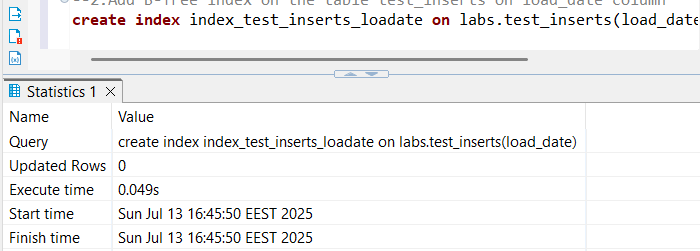 --2.Add B-Tree index on the table test_inserts on load_date column
create index index_test_inserts_loadate on labs.test_inserts(load_date
Statistics 1
Name Value
Query create index index_test_inserts_loadate on labs.test_inserts(load_date)
Updated Rows 0
Execute time 0.049s
Start time Sun Jul 13 16:45:50 EEST 2025
Finish time Sun Jul 13 16:45:50 EEST 2025